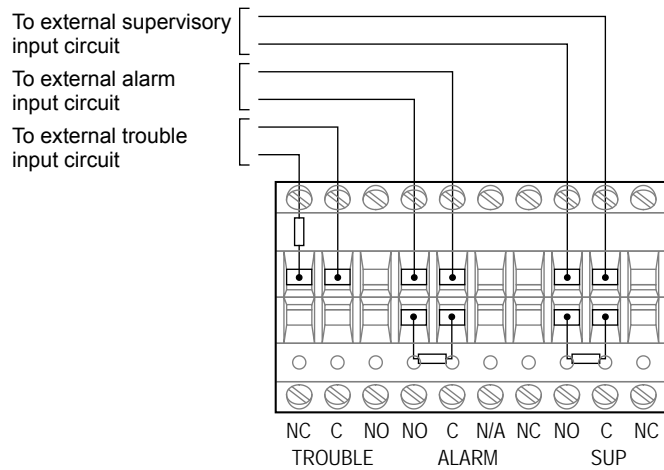 To external supervisory
input circuit
To external alarm
input circuit
To external trouble
input circuit
NC C NO NO C N/A NC NO C NC
TROUBLE ALARM SUP